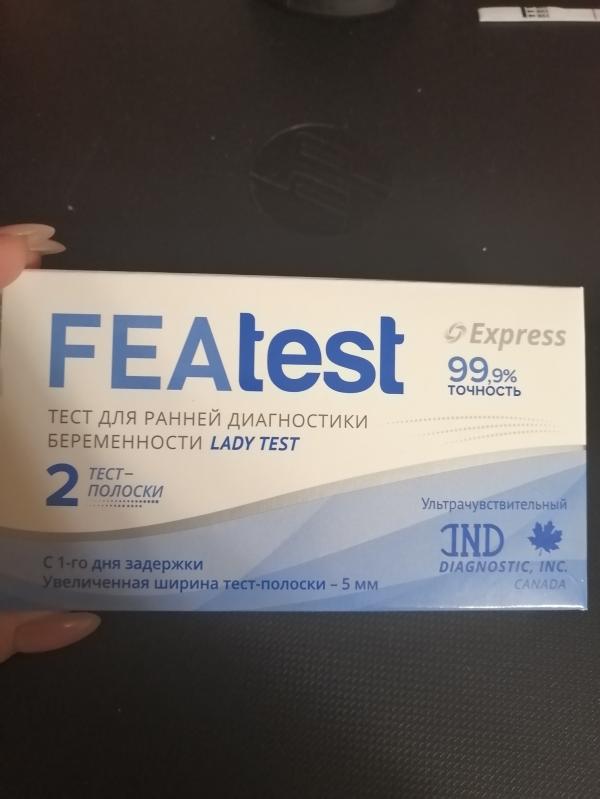 hp
FEAtest
Express
99,9%
ТОЧНОСТЬ
ТЕСТ ДЛЯ РАННЕЙ ДИАГНОСТИКИ
БЕРЕМЕННОСТИ LADY TEST
2 ТЕСТ–
ПОЛОСКИ
Ультрачувствительный
IND
DIAGNOSTIC, INC.
CANADA
С 1-го дня задержки
Увеличенная ширина тест-полоски – 5 мм